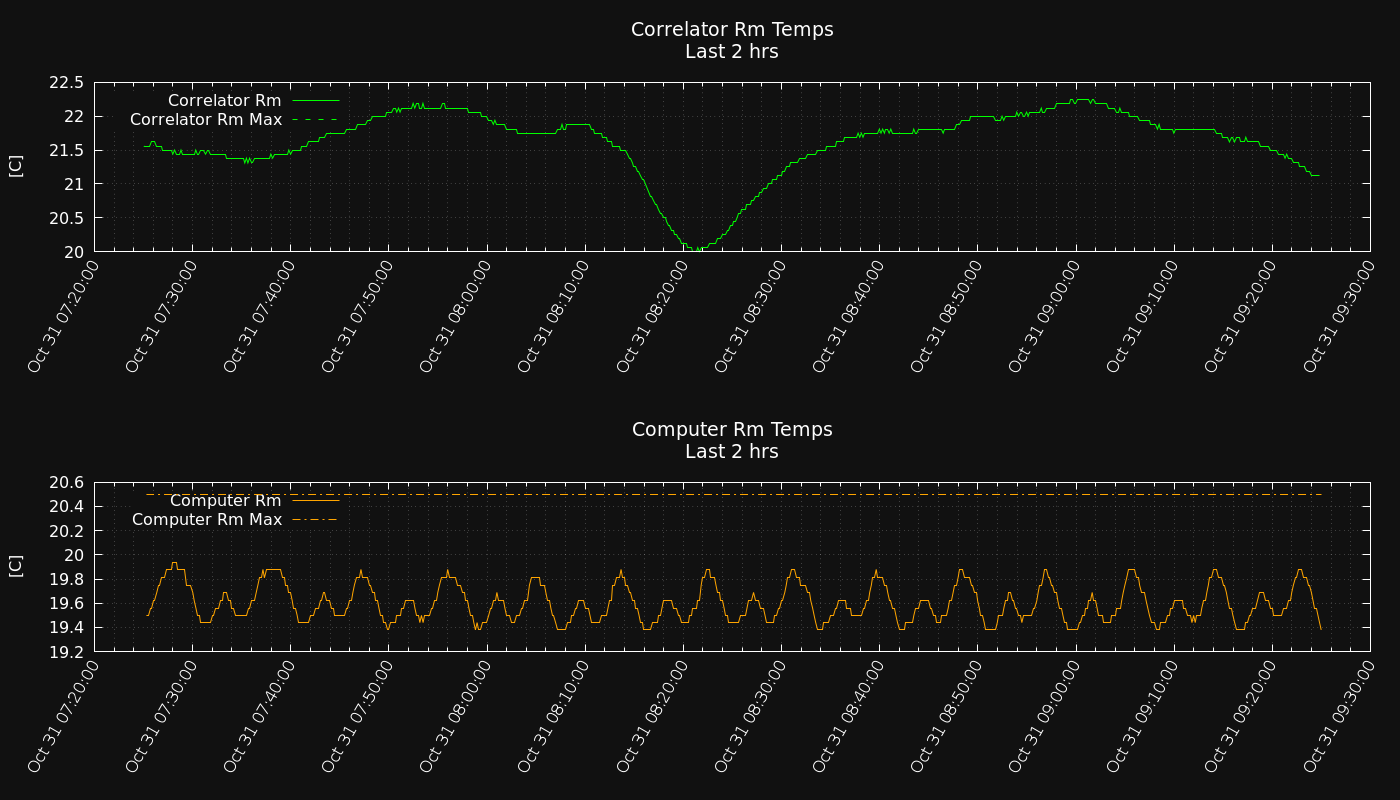 Correlator Rm Temps
Last 2 hrs
22.5
22
21.5
21
20.5
20
[C]
Correlator Rm
Correlator Rm Max
Oct 31 07:20:00
Oct 31 07:30:00
Oct 31 07:40:00
Oct 31 07:50:00
Oct 31 08:00:00
Oct 31 08:10:00
Oct 31 08:20:00
Oct 31 08:30:00
Oct 31 08:40:00
Oct 31 08:50:00
Oct 31 09:00:00
Oct 31 09:10:00
Oct 31 09:20:00
Oct 31 09:30:00
Computer Rm Temps
Last 2 hrs
20.6
20.4
20.2
20
19.8
19.6
19.4
19.2
[C]
Computer Rm
Computer Rm Max
Oct 31 07:20:00
Oct 31 07:30:00
Oct 31 07:40:00
Oct 31 07:50:00
Oct 31 08:00:00
Oct 31 08:10:00
Oct 31 08:20:00
Oct 31 08:30:00
Oct 31 08:40:00
Oct 31 08:50:00
Oct 31 09:00:00
Oct 31 09:10:00
Oct 31 09:20:00
Oct 31 09:30:00